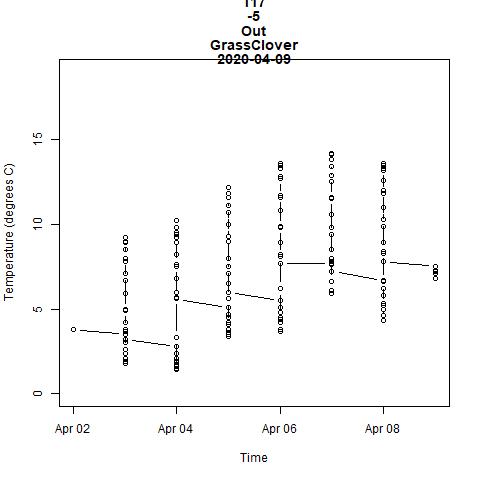 117
-5
Out
GrassClover
2020-04-09
Temperature (degrees C)
15
10
5
0
Apr 02
Apr 04
Apr 06
Apr 08
Time